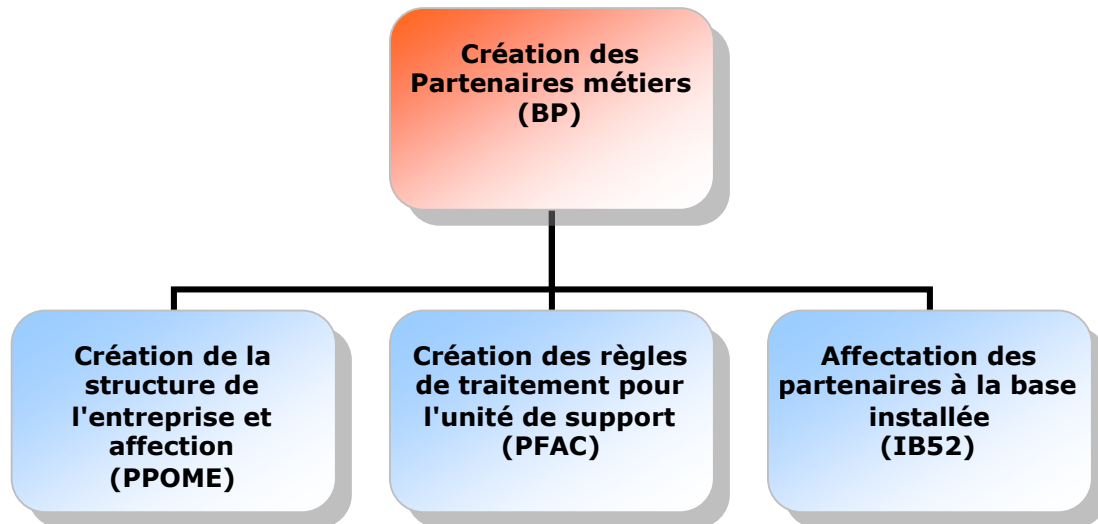 Création des
Partenaires métiers
(BP)
Création de la
structure de
l'entreprise et
affection
(PPOME)
Création des règles
de traitement pour
l'unité de support
(PFAC)
Affectation des
partenaires à la base
installée
(IB52)